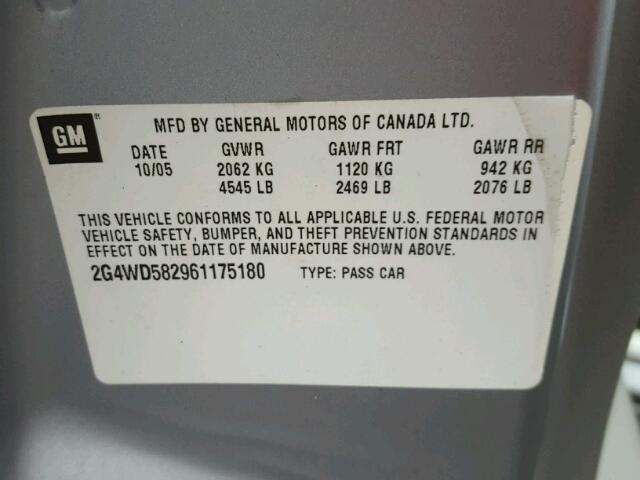 GM ®
MFD BY GENERAL MOTORS OF CANADA LTD.
DATE GVWR GAWR FRT GAWR RR
10/05 2062 KG 1120 KG 942 KG
4545 LB 2469 LB 2076 LB
THIS VEHICLE CONFORMS TO ALL APPLICABLE U.S. FEDERAL MOTOR
VEHICLE SAFETY, BUMPER, AND THEFT PREVENTION STANDARDS IN
EFFECT ON THE DATE OF MANUFACTURE SHOWN ABOVE.
2G4WD582961175180 TYPE: PASS CAR